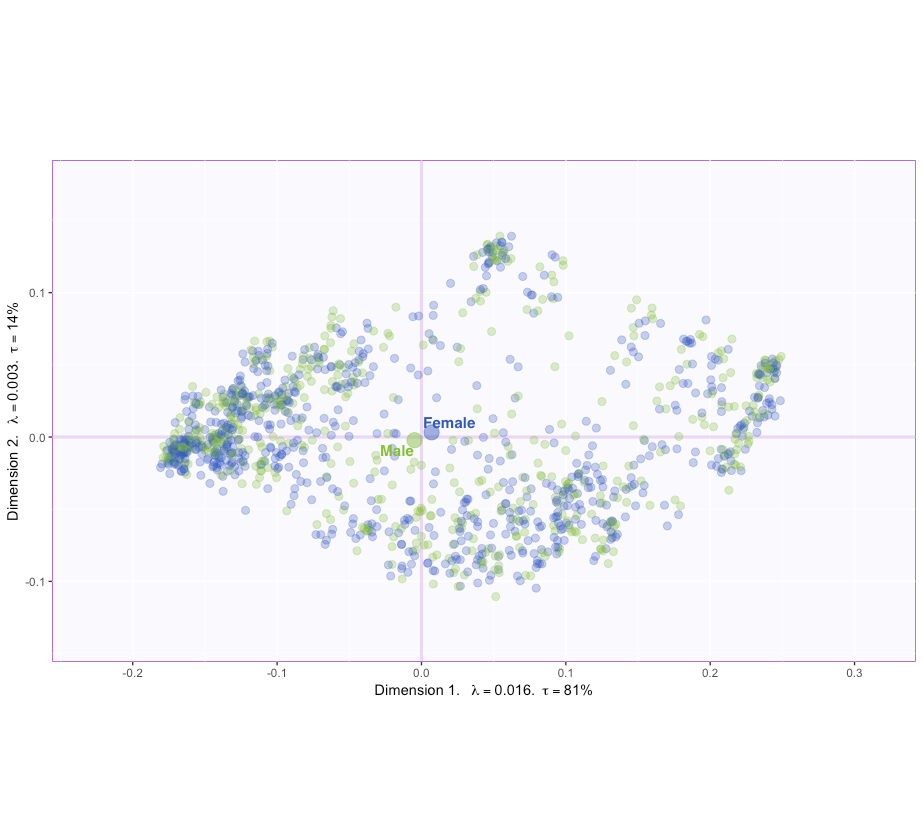 Female
Male
0.1
0.0
-0.1
-0.2
-0.1
0.0
0.1
0.2
0.3
Dimension 1. λ = 0.016. τ = 81%
Dimension 2. λ = 0.003. τ = 14%